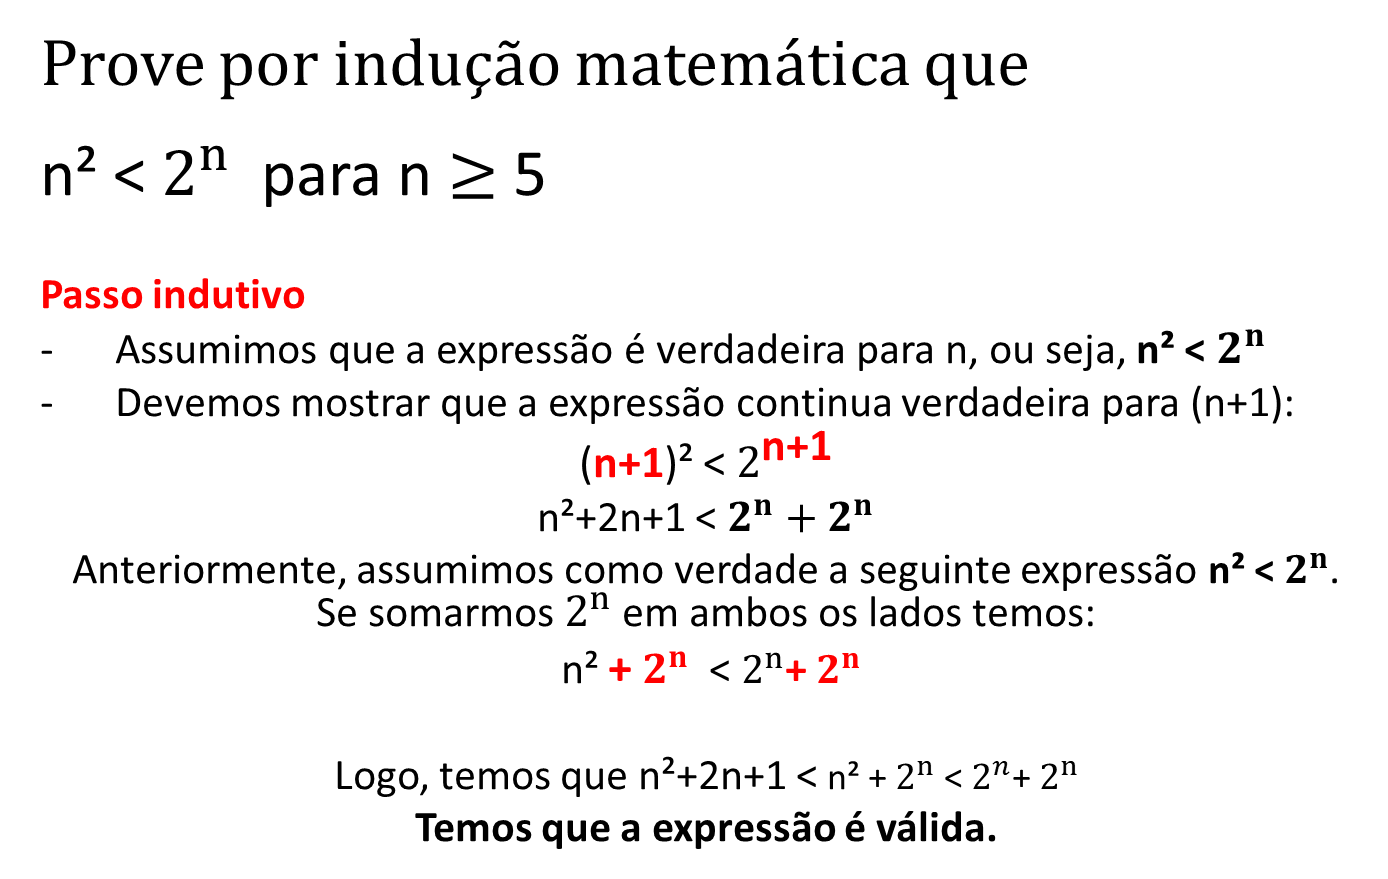 Prove por indução matemática que
n² < 2ⁿ para n ≥ 5
Passo indutivo
- Assumimos que a expressão é verdadeira para n, ou seja, n² < 2ⁿ
- Devemos mostrar que a expressão continua verdadeira para (n+1):
(n+1)² < 2ⁿ⁺¹
n²+2n+1 < 2ⁿ + 2ⁿ
Anteriormente, assumimos como verdade a seguinte expressão n² < 2ⁿ.
Se somarmos 2ⁿ em ambos os lados temos:
n² + 2ⁿ < 2ⁿ+ 2ⁿ
Logo, temos que n²+2n+1 < n² + 2ⁿ < 2ⁿ+ 2ⁿ
Temos que a expressão é válida.